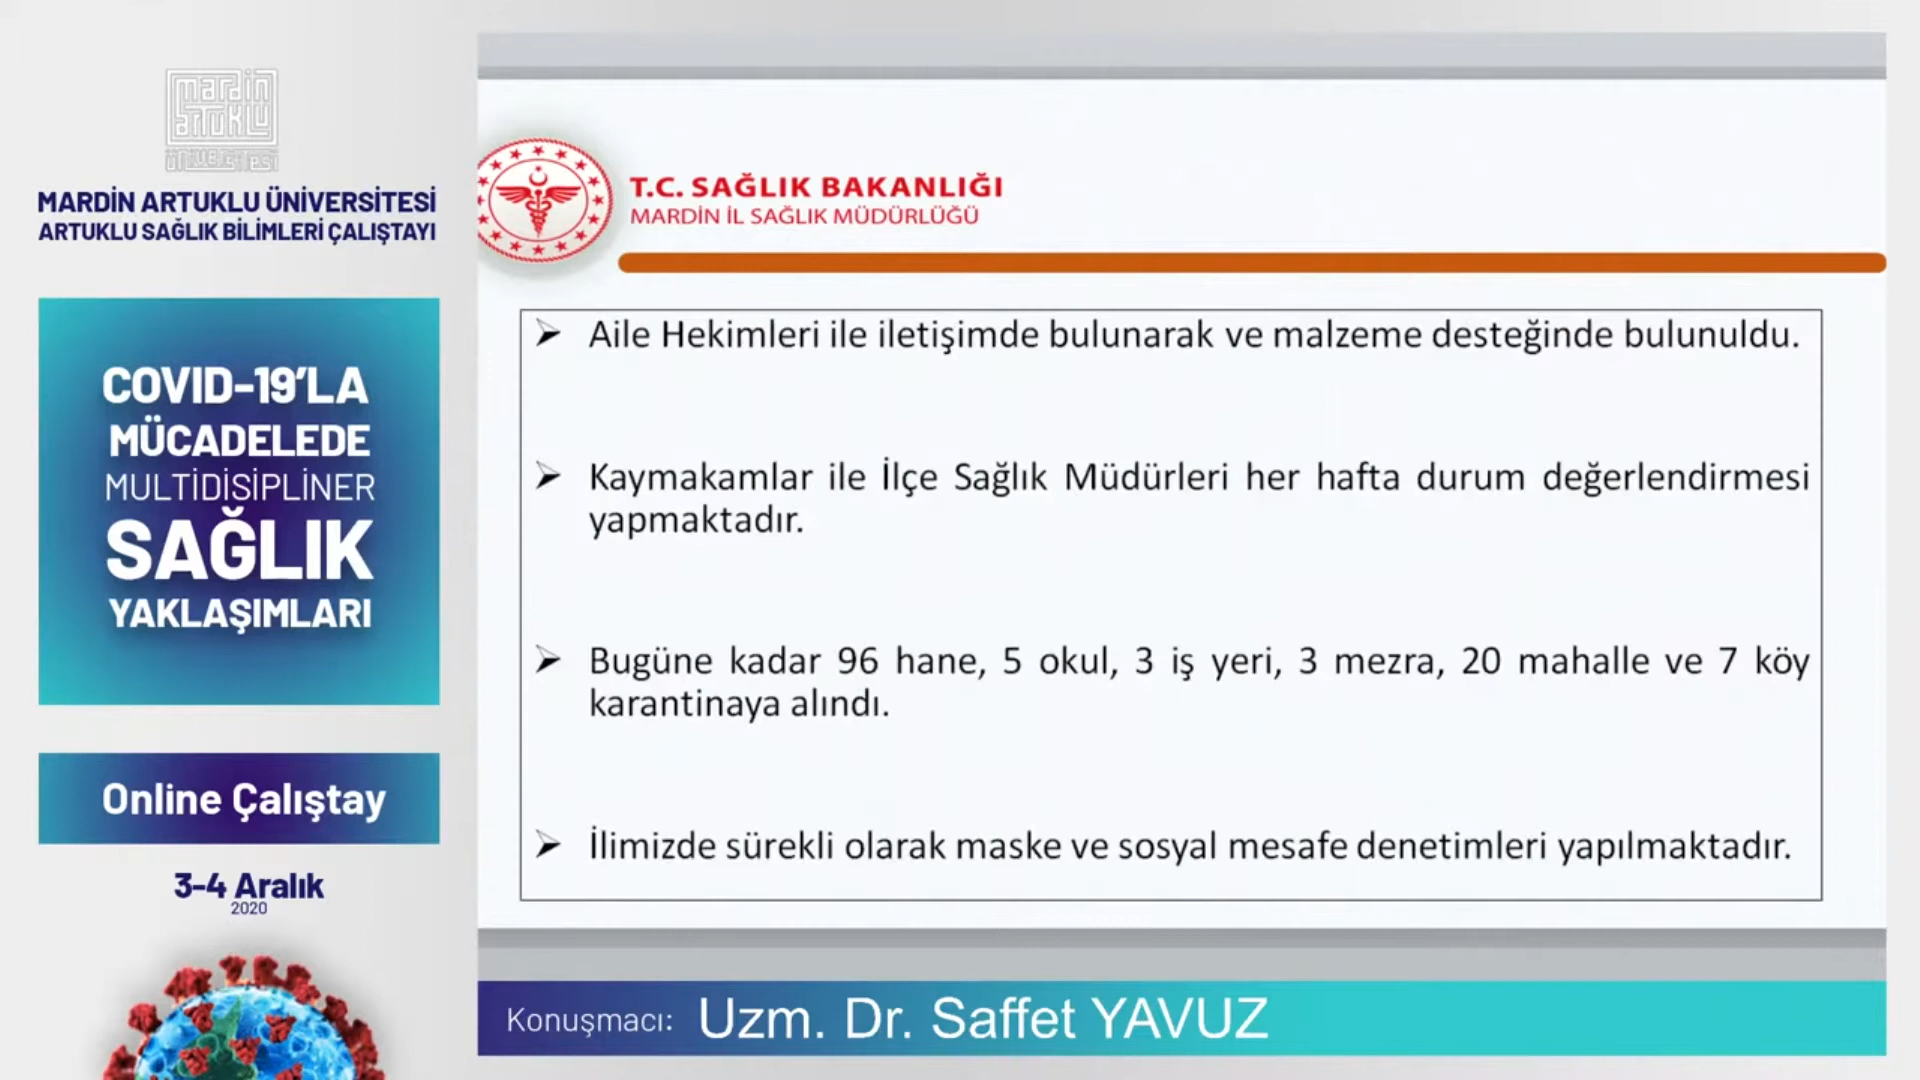 mardin
artuklu
üniversitesi
MARDİN ARTUKLU ÜNİVERSİTESİ
ARTUKLU SAĞLIK BİLİMLERİ ÇALIŞTAYI
COVID-19'LA
MÜCADELEDE
MULTİDİSİPLİNER
SAĞLIK
YAKLAŞIMLARI
Online Çalıştay
3-4 Aralık
2020
T.C. SAĞLIK BAKANLIĞI
MARDİN İL SAĞLIK MÜDÜRLÜĞÜ
➢ Aile Hekimleri ile iletişimde bulunarak ve malzeme desteğinde bulunuldu.
➢ Kaymakamlar ile İlçe Sağlık Müdürleri her hafta durum değerlendirmesi
yapmaktadır.
➢ Bugüne kadar 96 hane, 5 okul, 3 iş yeri, 3 mezra, 20 mahalle ve 7 köy
karantinaya alındı.
➢ İlimizde sürekli olarak maske ve sosyal mesafe denetimleri yapılmaktadır.
Konuşmacı: Uzm. Dr. Saffet YAVUZ